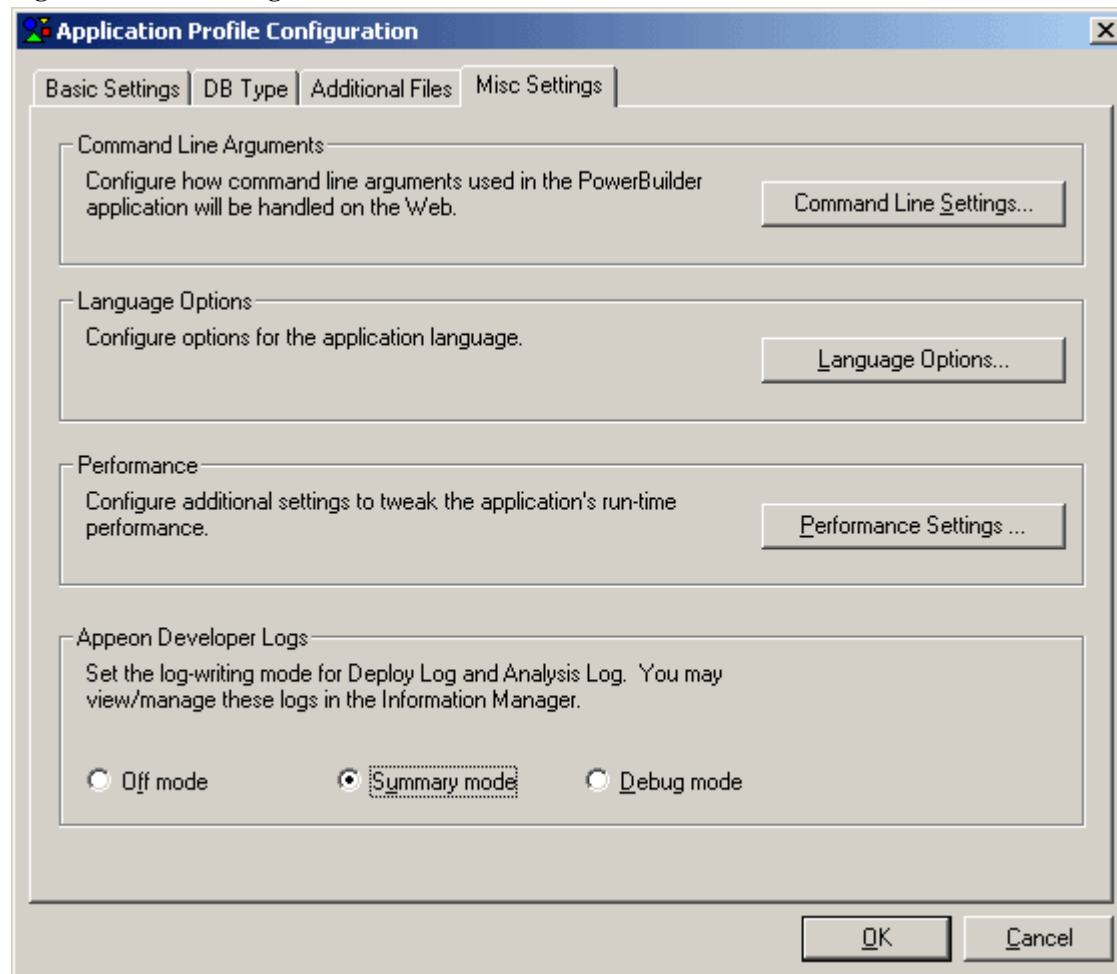 Application Profile Configuration
Basic Settings
DB Type
Additional Files
Misc Settings
Command Line Arguments
Configure how command line arguments used in the PowerBuilder
application will be handled on the Web.
Command Line Settings...
Language Options
Configure options for the application language.
Language Options...
Performance
Configure additional settings to tweak the application's run-time
performance.
Performance Settings ...
Appeon Developer Logs
Set the log-writing mode for Deploy Log and Analysis Log. You may
view/manage these logs in the Information Manager.
Off mode
Summary mode
Debug mode
OK
Cancel